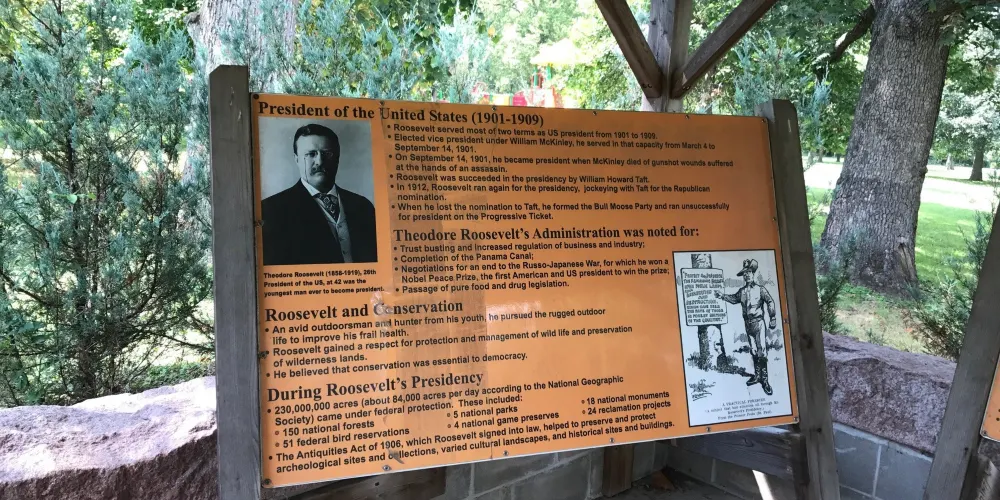 President of the United States (1901-1909)
• Roosevelt served most of two terms as US president from 1901 to 1909.
• Elected vice president under William McKinley, he served in that capacity from March 4 to
September 14, 1901.
• On September 14, 1901, he became president when McKinley died of gunshot wounds suffered
at the hands of an assassin.
• Roosevelt was succeeded in the presidency by William Howard Taft.
• In 1912, Roosevelt ran again for the presidency, jockeying with Taft for the Republican
nomination.
• When he lost the nomination to Taft, he formed the Bull Moose Party and ran unsuccessfully
for president on the Progressive Ticket.
Theodore Roosevelt (1858-1919), 26th
President of the US, at 42 was the
youngest man ever to become president.
Theodore Roosevelt's Administration was noted for:
• Trust busting and increased regulation of business and industry;
• Completion of the Panama Canal;
• Negotiations for an end to the Russo-Japanese War, for which he won a
Nobel Peace Prize, the first American and US president to win the prize;
• Passage of pure food and drug legislation.
Roosevelt and Conservation
• An avid outdoorsman and hunter from his youth, he pursued the rugged outdoor
life to improve his frail health.
• Roosevelt gained a respect for protection and management of wild life and preservation
of wilderness lands.
• He believed that conservation was essential to democracy.
During Roosevelt's Presidency
• 230,000,000 acres (about 84,000 acres per day according to the National Geographic
Society) came under federal protection. These included:
• 150 national forests
• 5 national parks
• 18 national monuments
• 51 federal bird reservations
• 4 national game preserves
• 24 reclamation projects
• The Antiquities Act of 1906, which Roosevelt signed into law, helped to preserve and protect
archeological sites and collections, varied cultural landscapes, and historical sites and buildings.
A PRACTICAL FORESTER